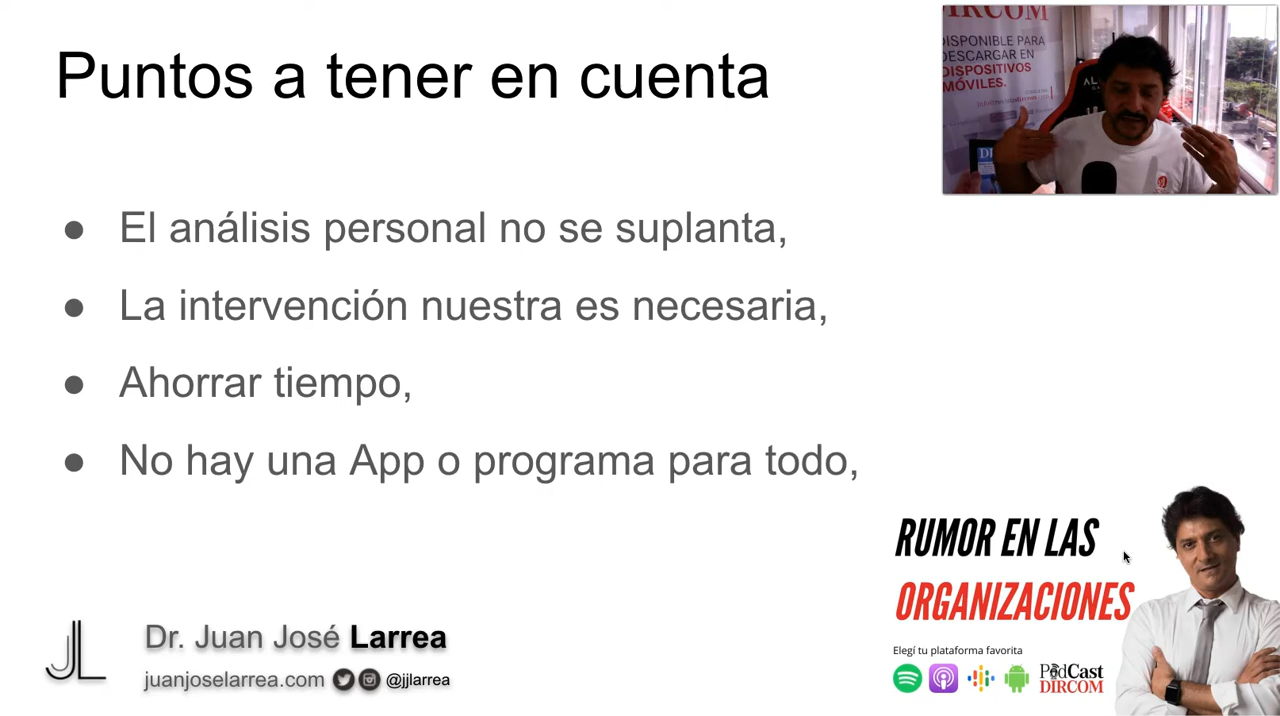 Puntos a tener en cuenta
DIRCOM
DISPONIBLE PARA
DESCARGAR EN
DISPOSITIVOS
MÓVILES.
● El análisis personal no se suplanta,
● La intervención nuestra es necesaria,
● Ahorrar tiempo,
● No hay una App o programa para todo,
RUMOR EN LAS
ORGANIZACIONES
Elegí tu plataforma favorita
PodCast
DIRCOM
JL
Dr. Juan José Larrea
juanjoselarrea.com @jjlarrea